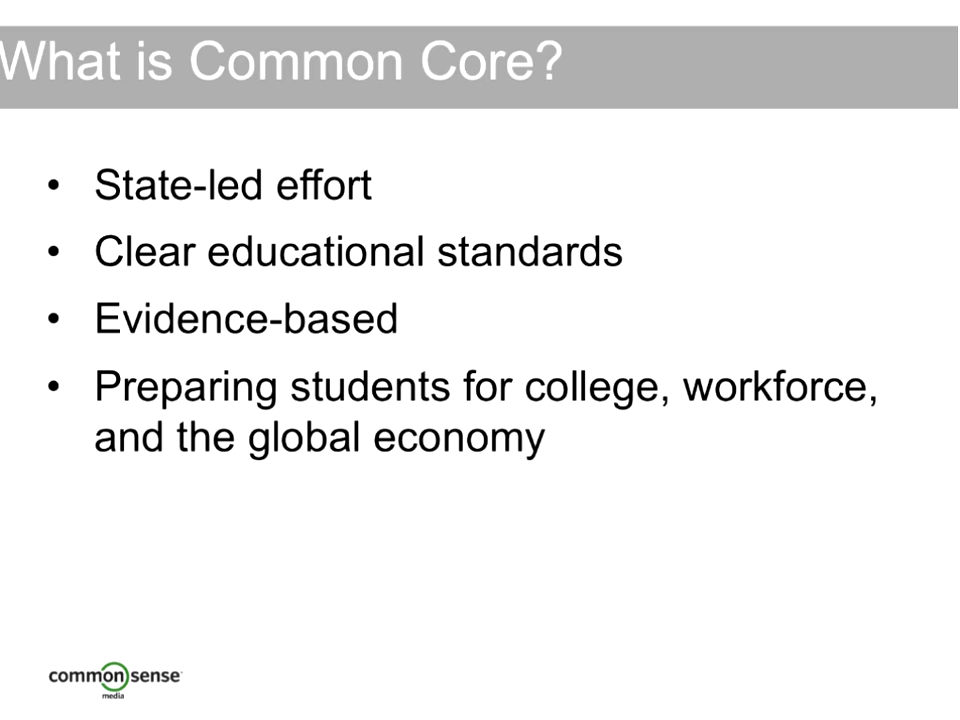 What is Common Core?
• State-led effort
• Clear educational standards
• Evidence-based
• Preparing students for college, workforce,
and the global economy
common sense
media